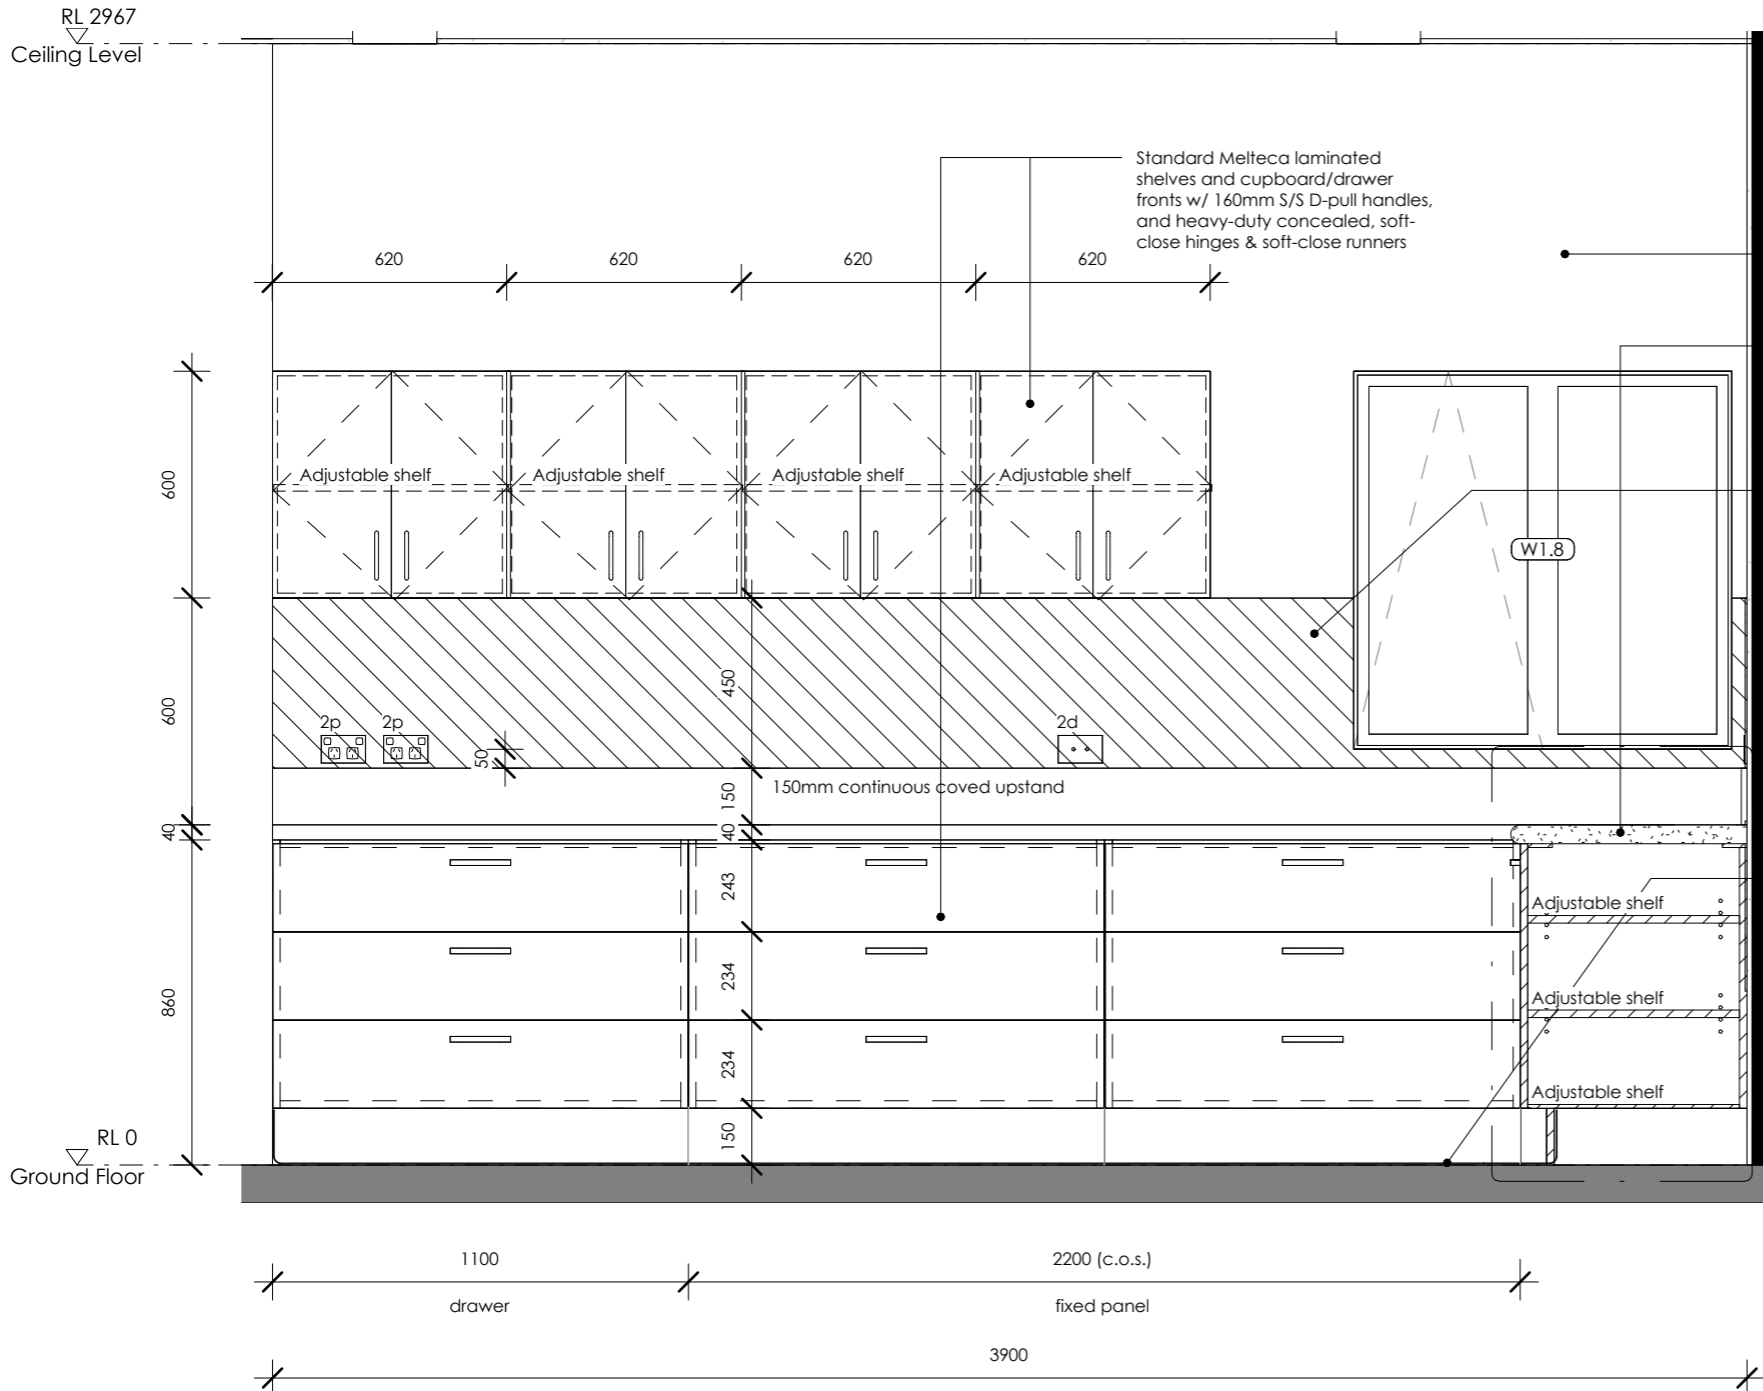 RL 2967
Ceiling Level
Standard Melteca laminated
shelves and cupboard/drawer
fronts w/ 160mm S/S D-pull handles,
and heavy-duty concealed, soft-
close hinges & soft-close runners
620 620 620 620
600
Adjustable shelf Adjustable shelf Adjustable shelf Adjustable shelf
W1.8
600
450
2p 2p 2d
50
150mm continuous coved upstand
150
40 40
243
Adjustable shelf
234
860
Adjustable shelf
234
Adjustable shelf
150
RL 0
Ground Floor
1100 2200 (c.o.s.)
drawer fixed panel
3900